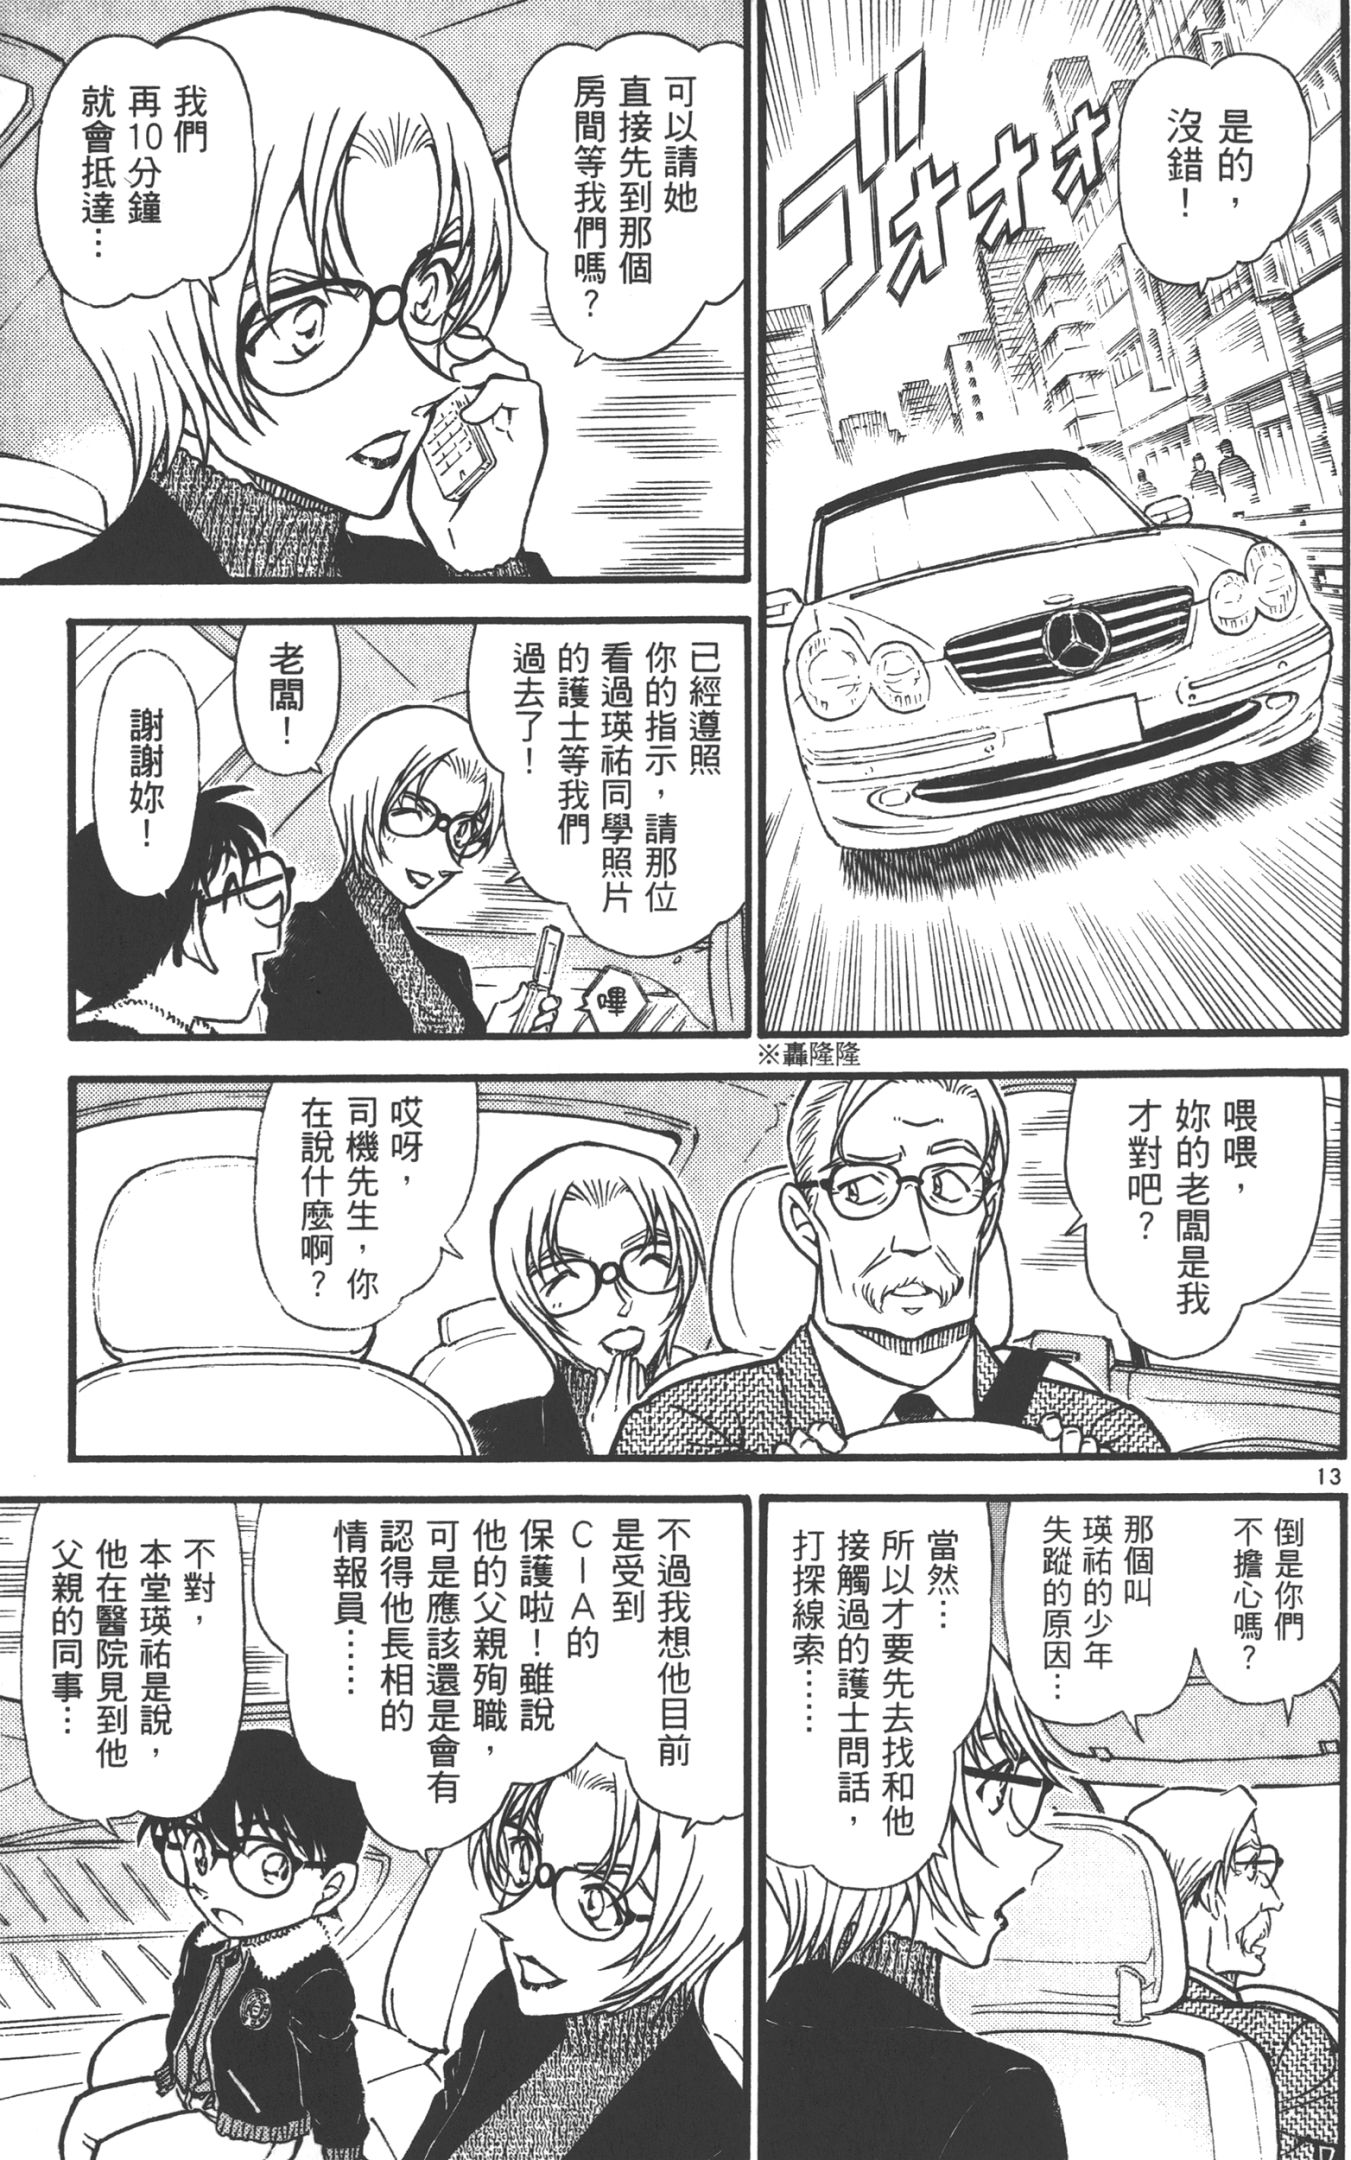 是的，
沒錯！
ゴォォォ
可以請她
直接先到那個
房間等我們嗎？
我們
再10分鐘
就會抵達…
※轟隆隆
已經遵照
你的指示，請那位
看過瑛祐同學照片
的護士等我們
過去了！
嗶
老闆！
謝謝妳！
喂喂，
妳的老闆是我
才對吧？
哎呀，
司機先生，你
在說什麼啊？
13
倒是你們
不擔心嗎？
那個叫
瑛祐的少年
失蹤的原因…
當然…
所以才要先去找和他
接觸過的護士問話，
打探線索……
不過我想他目前
是受到
CIA的
保護啦！雖說
他的父親殉職，
可是應該還是會有
認得他長相的
情報員……
不對，
本堂瑛祐是說，
他在醫院見到他
父親的同事…